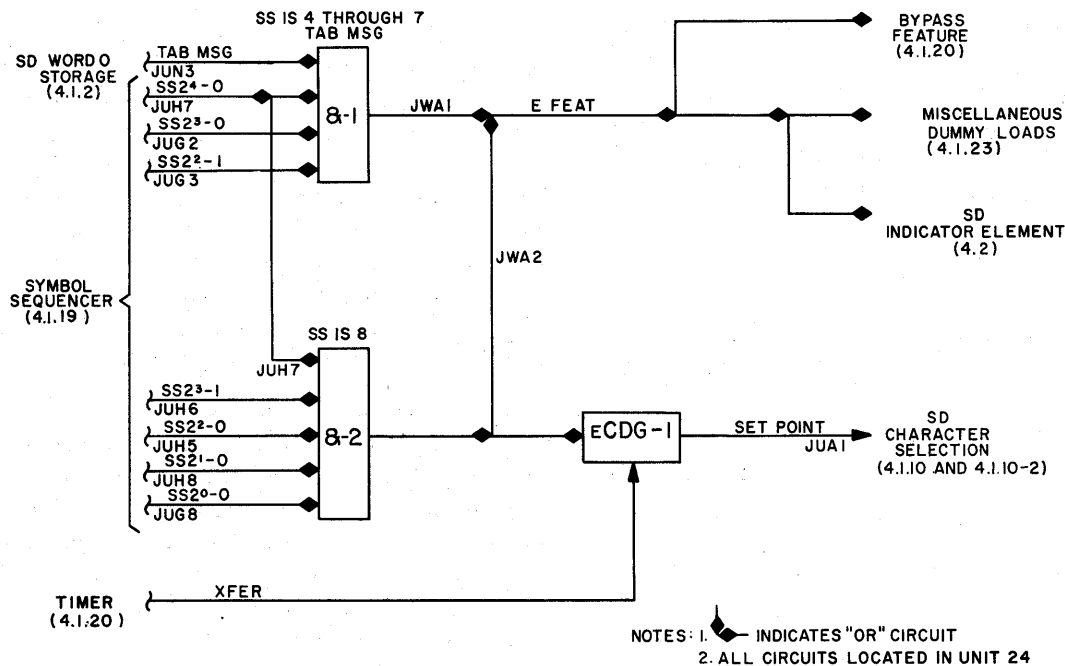 SS IS 4 THROUGH 7
TAB MSG
SD WORD O
STORAGE
(4.1.2)
TAB MSG
JUN3
SS2⁴-0
JUH7
SS2³-0
JUG2
SS2²-1
JUG3
&-1
JWA1
E FEAT
BYPASS
FEATURE
(4.1.20)
MISCELLANEOUS
DUMMY LOADS
(4.1.23)
SD
INDICATOR ELEMENT
(4.2)
JWA2
SYMBOL
SEQUENCER
(4.1.19)
SS IS 8
JUH7
SS2³-1
JUH6
SS2²-0
JUH5
SS2¹-0
JUH8
SS2⁰-0
JUG8
&-2
ECDG-1
SET POINT
JUA1
SD
CHARACTER
SELECTION
(4.1.10 AND 4.1.10-2)
TIMER
(4.1.20)
XFER
NOTES: 1. INDICATES "OR" CIRCUIT
2. ALL CIRCUITS LOCATED IN UNIT 24